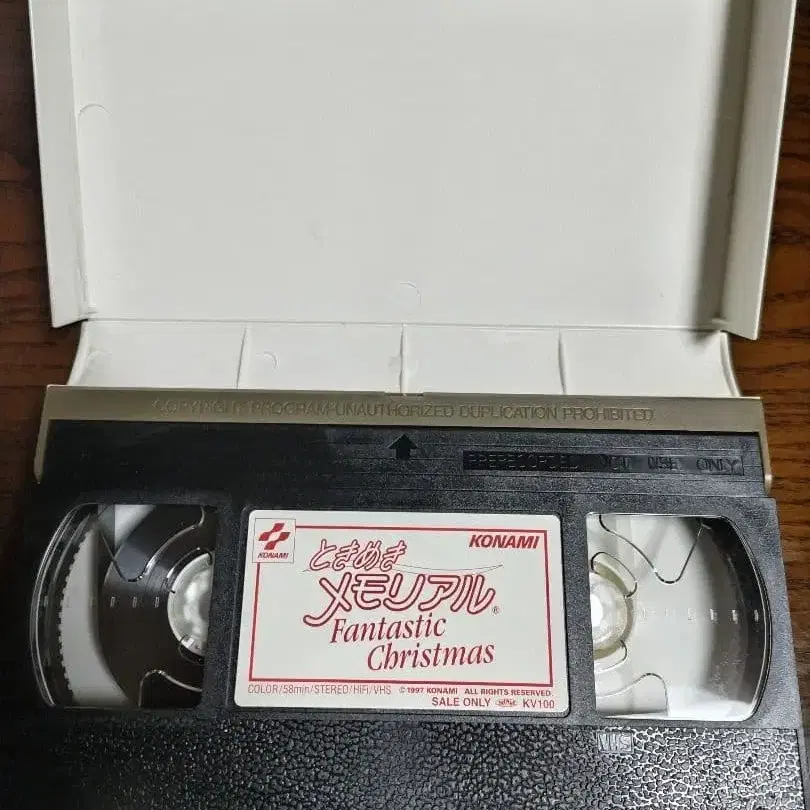 COPYRIGHT PROGRAM-UNAUTHORIZED DUPLICATION PROHIBITED
PRERECORDED NOT USE ONLY
KONAMI
KONAMI
ときめき
メモリアル®
Fantastic
Christmas
COLOR/58min/STEREO/HiFi/VHS ©1997 KONAMI ALL RIGHTS RESERVED
SALE ONLY KV100
VHS